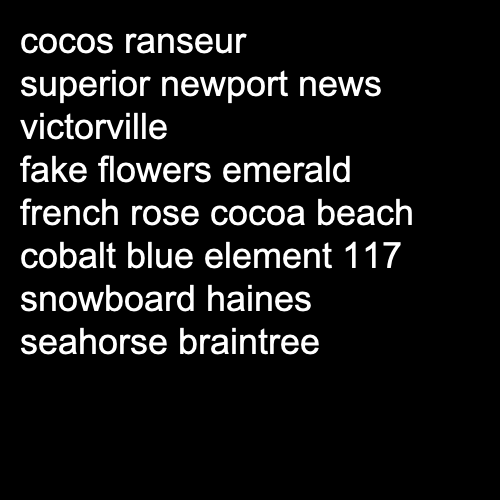 cocos ranseur
superior newport news
victorville
fake flowers emerald
french rose cocoa beach
cobalt blue element 117
snowboard haines
seahorse braintree